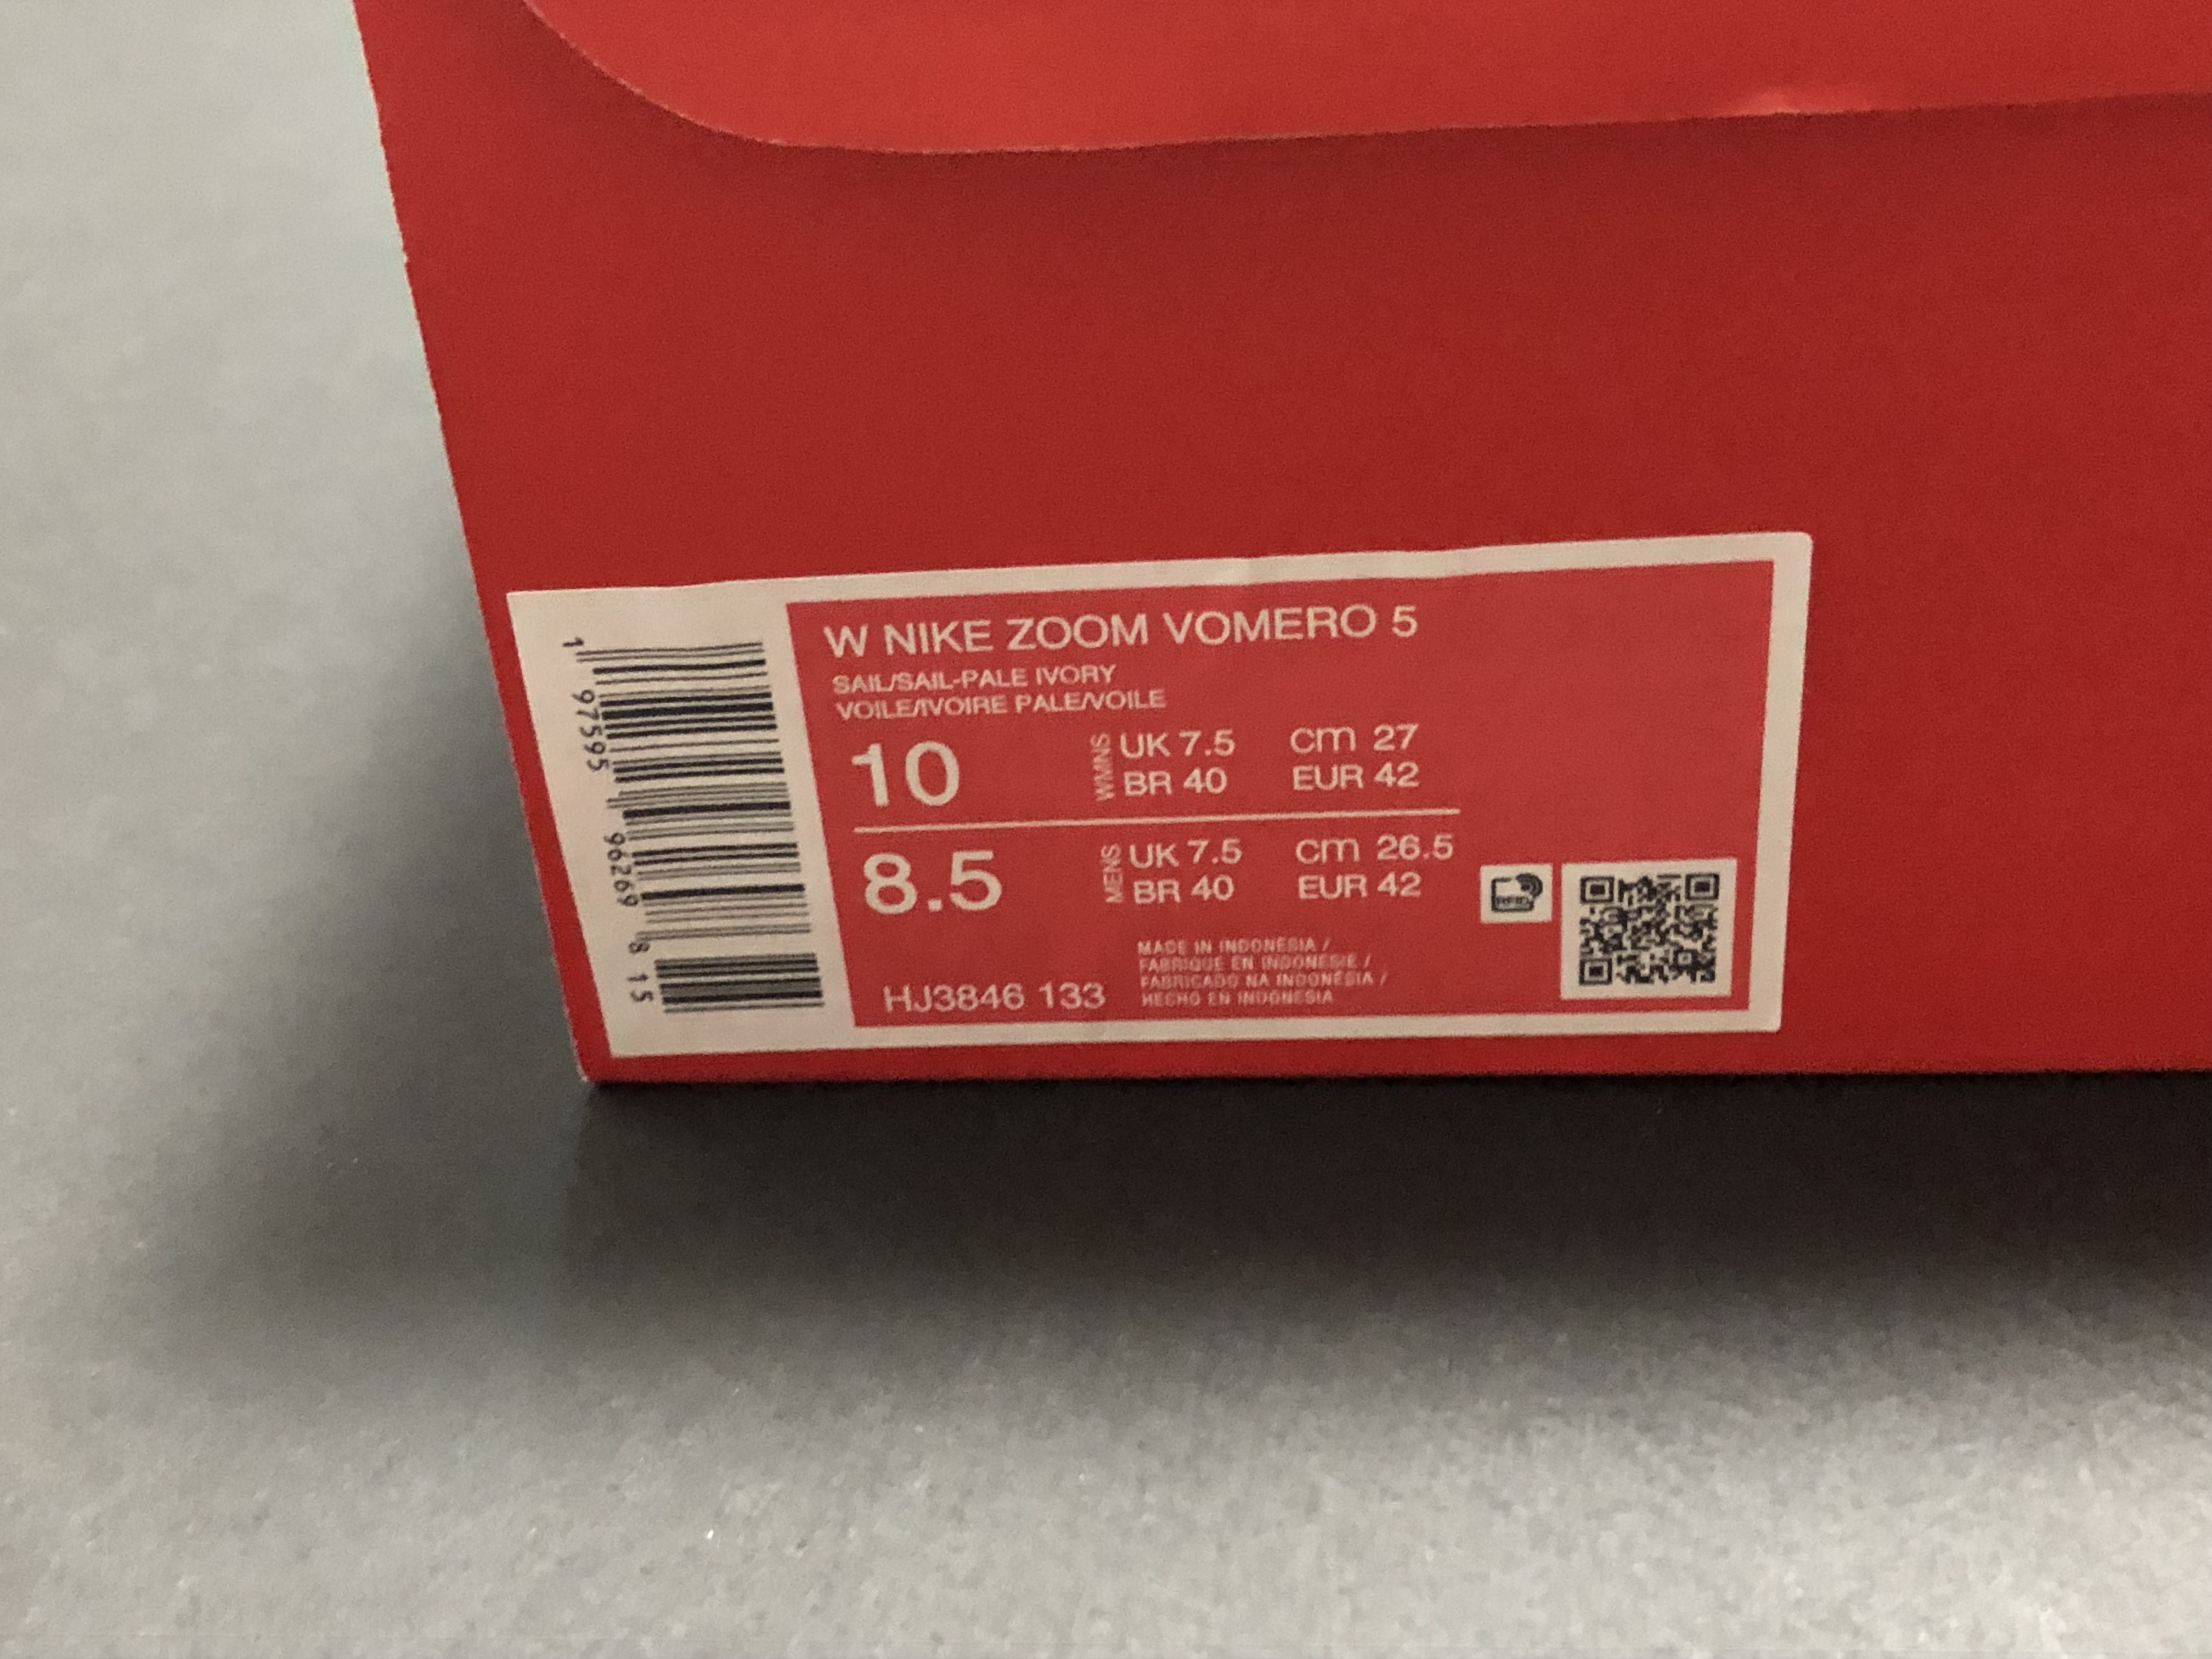 W NIKE ZOOM VOMERO 5
SAIL/SAIL-PALE IVORY
VOILE/IVOIRE PALE/VOILE
10
WMNS
UK 7.5 cm 27
BR 40 EUR 42
8.5
MENS
UK 7.5 cm 26.5
BR 40 EUR 42
MADE IN INDONESIA /
FABRIQUE EN INDONESIE /
FABRICADO NA INDONÉSIA /
HECHO EN INDONESIA
HJ3846 133
RFID
1 97595 96269 8 15